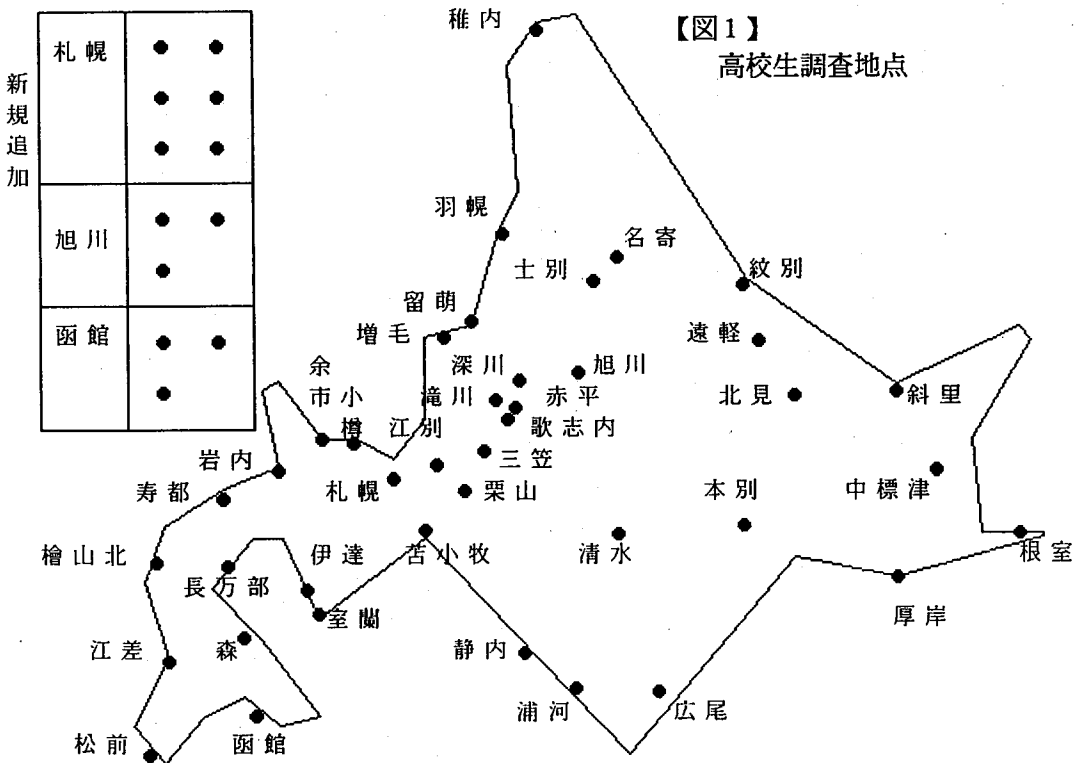 【図1】
高校生調査地点
新規追加
札幌
旭川
函館
稚内
羽幌
名寄
士別
紋別
留萌
増毛
遠軽
深川
旭川
滝川
赤平
北見
斜里
余市
小樽
江別
歌志内
三笠
岩内
札幌
栗山
寿都
本別
中標津
檜山北
伊達
苫小牧
清水
根室
長万部
室蘭
厚岸
江差
森
静内
浦河
広尾
松前
函館